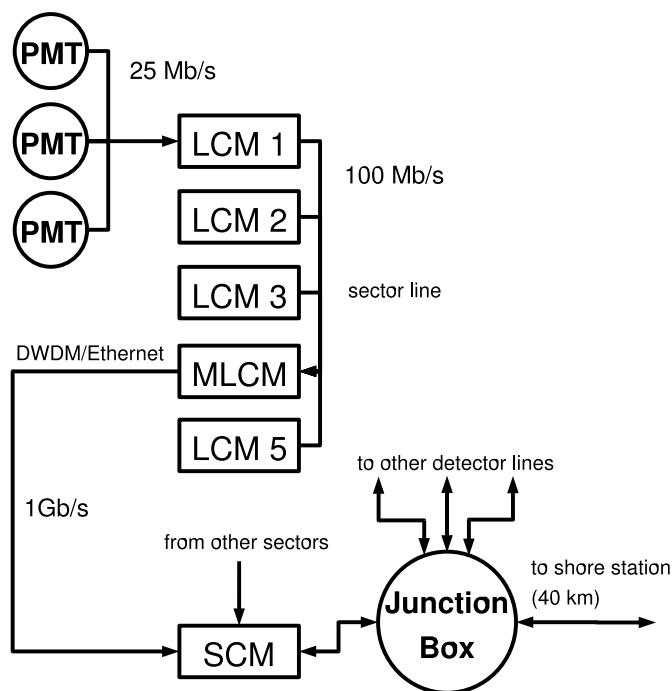 PMT
25 Mb/s
PMT
LCM 1
100 Mb/s
PMT
LCM 2
LCM 3
sector line
DWDM/Ethernet
MLCM
LCM 5
to other detector lines
1Gb/s
from other sectors
to shore station
(40 km)
Junction
Box
SCM